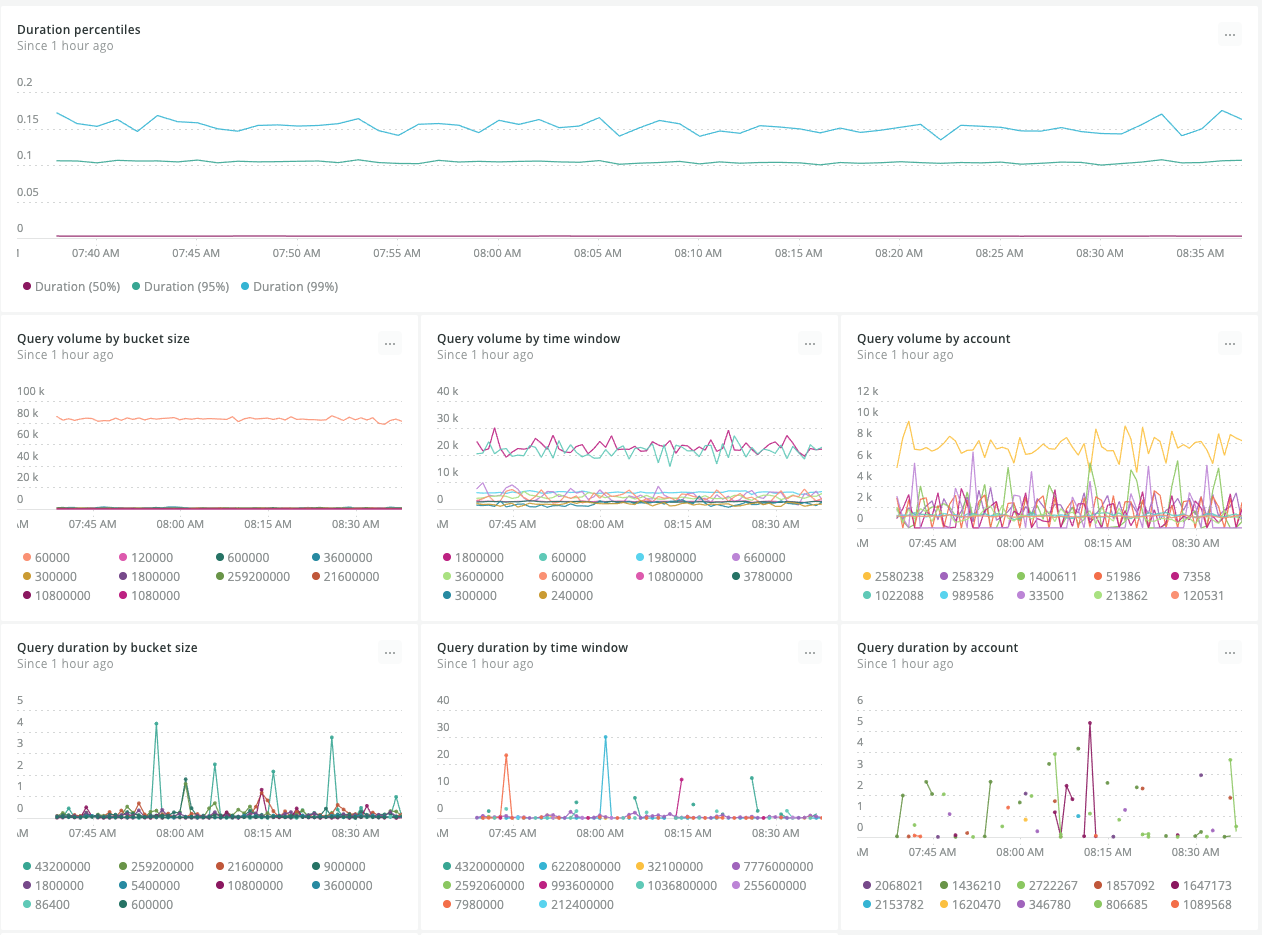 Duration percentiles
Since 1 hour ago
...
0.2
0.15
0.1
0.05
0
07:40 AM 07:45 AM 07:50 AM 07:55 AM 08:00 AM 08:05 AM 08:10 AM 08:15 AM 08:20 AM 08:25 AM 08:30 AM 08:35 AM
Duration (50%) Duration (95%) Duration (99%)
Query volume by bucket size
Since 1 hour ago
...
100 k
80 k
60 k
40 k
20 k
0
AM 07:45 AM 08:00 AM 08:15 AM 08:30 AM
60000 120000 600000 3600000
300000 1800000 259200000 21600000
10800000 1080000
Query volume by time window
Since 1 hour ago
...
40 k
30 k
20 k
10 k
0
AM 07:45 AM 08:00 AM 08:15 AM 08:30 AM
1800000 60000 1980000 660000
3600000 600000 10800000 3780000
300000 240000
Query volume by account
Since 1 hour ago
...
12 k
10 k
8 k
6 k
4 k
2 k
0
AM 07:45 AM 08:00 AM 08:15 AM 08:30 AM
2580238 258329 1400611 51986 7358
1022088 989586 33500 213862 120531
Query duration by bucket size
Since 1 hour ago
...
5
4
3
2
1
0
AM 07:45 AM 08:00 AM 08:15 AM 08:30 AM
43200000 259200000 21600000 900000
1800000 5400000 10800000 3600000
86400 600000
Query duration by time window
Since 1 hour ago
...
40
30
20
10
0
AM 07:45 AM 08:00 AM 08:15 AM 08:30 AM
4320000000 6220800000 32100000 7776000000
2592060000 993600000 1036800000 255600000
7980000 212400000
Query duration by account
Since 1 hour ago
...
6
5
4
3
2
1
0
AM 07:45 AM 08:00 AM 08:15 AM 08:30 AM
2068021 1436210 2722267 1857092 1647173
2153782 1620470 346780 806685 1089568